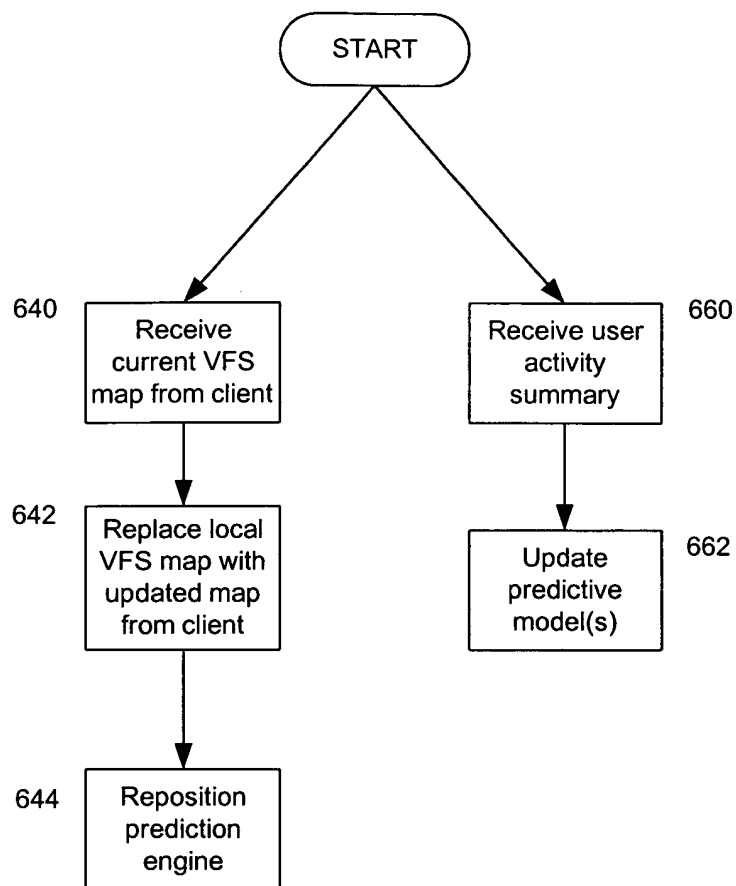 START
640
Receive
current VFS
map from client
660
Receive user
activity
summary
642
Replace local
VFS map with
updated map
from client
662
Update
predictive
model(s)
644
Reposition
prediction
engine